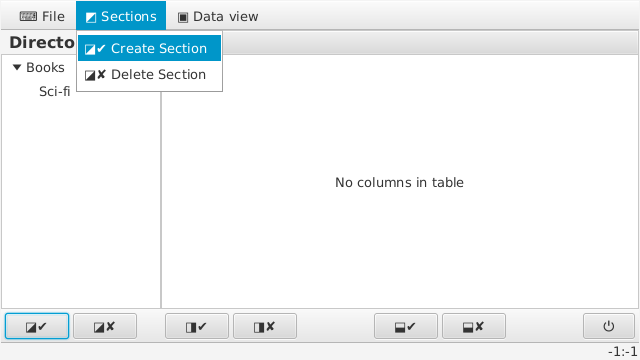 ⌨ File ◩ Sections ▣ Data view
Directo
◪✔ Create Section
◪✘ Delete Section
▼ Books
Sci-fi
No columns in table
◪✔ ◪✘ ◨✔ ◨✘ ⬓✔ ⬓✘ ⏻
-1:-1